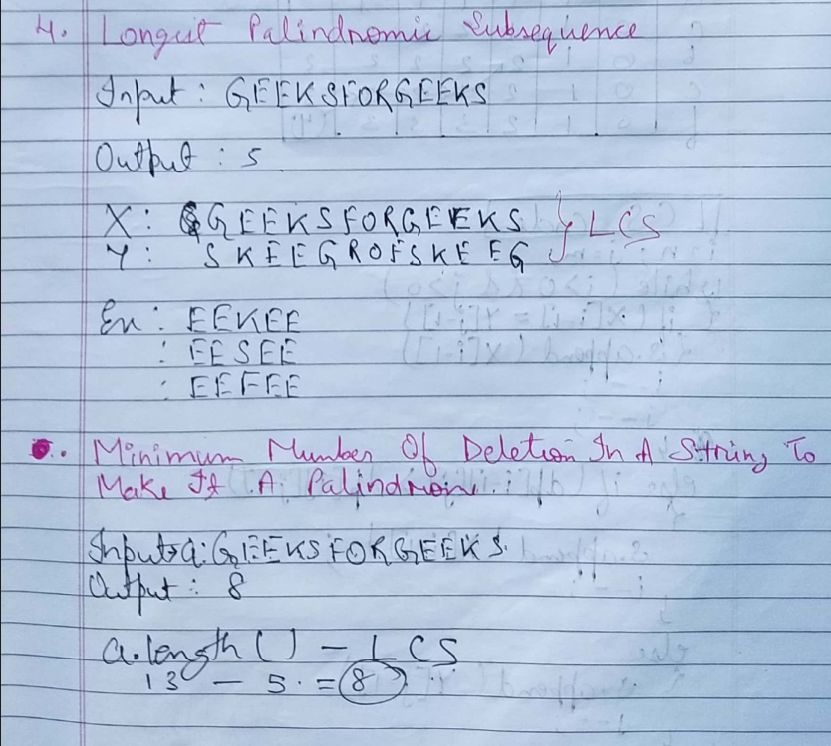 4. Longest Palindromic Subsequence
Input : GEEKSFORGEEKS
Output : 5
X : GEEKSFORGEEKS } LCS
Y : SKEEGROFSKEEG
Ex : EEKEE
: EESEE
: EEFEE
5. Minimum Number Of Deletion In A String To
Make It A Palindrom.
Input→a: GEEKSFORGEEKS.
Output : 8
a.length() - LCS
13 - 5 = 8